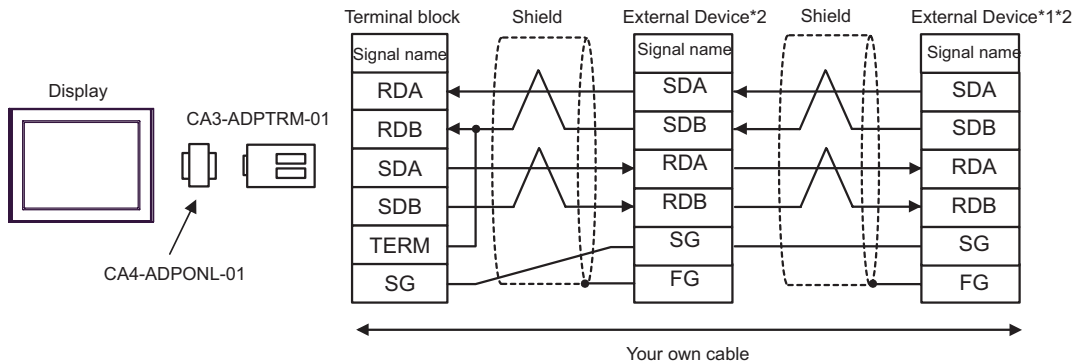 Display
CA3-ADPTRM-01
CA4-ADPONL-01
Terminal block
Signal name
RDA
RDB
SDA
SDB
TERM
SG
Shield
External Device*2
Signal name
SDA
SDB
RDA
RDB
SG
FG
Shield
External Device*1*2
Signal name
SDA
SDB
RDA
RDB
SG
FG
Your own cable